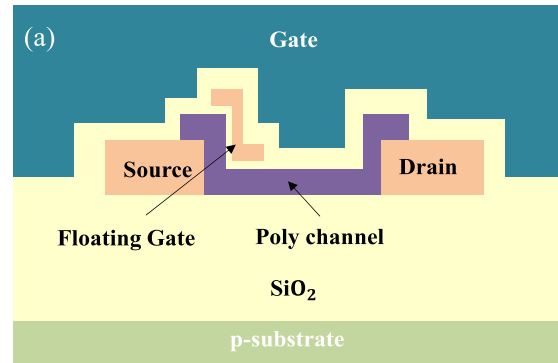 (a)
Gate
Source
Drain
Floating Gate
Poly channel
SiO₂
p-substrate